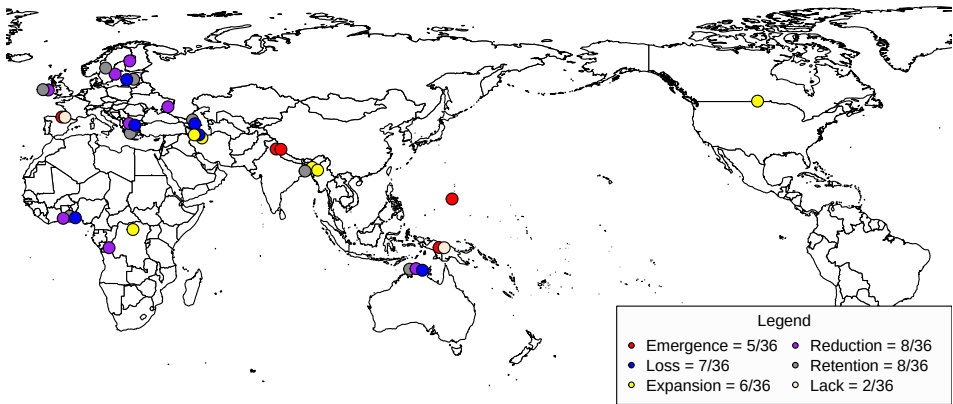 Legend
Emergence = 5/36
Loss = 7/36
Expansion = 6/36
Reduction = 8/36
Retention = 8/36
Lack = 2/36